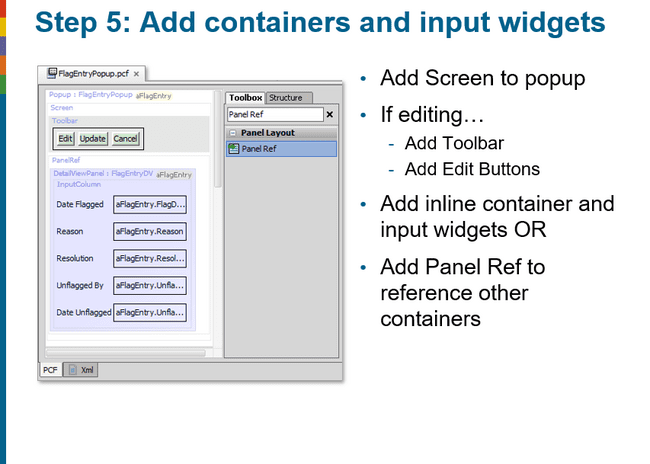 Step 5: Add containers and input widgets
FlagEntryPopup.pcf ×
Popup : FlagEntryPopup aFlagEntry
Screen
Toolbar
Edit Update Cancel
PanelRef
DetailViewPanel : FlagEntryDV aFlagEntry
InputColumn
Date Flagged aFlagEntry.FlagD...
Reason aFlagEntry.Reason
Resolution aFlagEntry.Resol...
Unflagged By aFlagEntry.Unfla...
Date Unflagged aFlagEntry.Unfla...
PCF Xml
Toolbox Structure
Panel Ref ×
Panel Layout
Panel Ref
• Add Screen to popup
• If editing…
- Add Toolbar
- Add Edit Buttons
• Add inline container and
input widgets OR
• Add Panel Ref to
reference other
containers